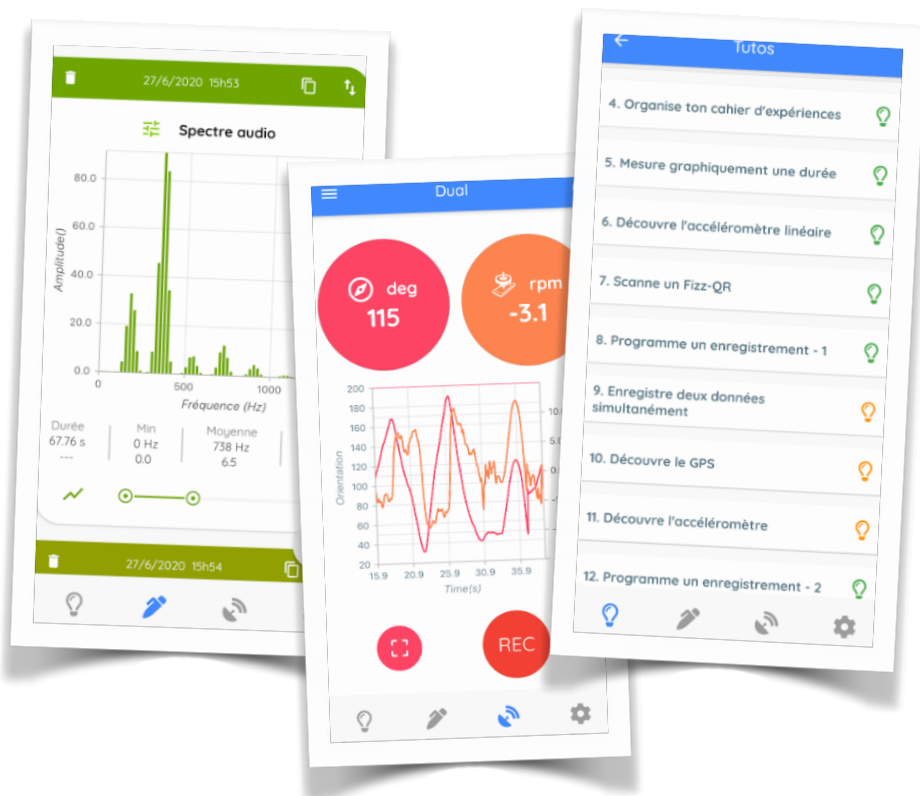 27/6/2020 15h53
Spectre audio
80.0
60.0
40.0
20.0
0.0
Amplitude()
0
500
1000
Fréquence (Hz)
Durée
67.76 s
---
Min
0 Hz
0.0
Moyenne
738 Hz
6.5
27/6/2020 15h54
Dual
deg
115
rpm
-3.1
200
180
160
140
120
100
80
60
40
20
Orientation
10.
5.0
0.
15.9
20.9
25.9
30.9
35.9
Time(s)
REC
Tutos
4. Organise ton cahier d'expériences
5. Mesure graphiquement une durée
6. Découvre l'accéléromètre linéaire
7. Scanne un Fizz-QR
8. Programme un enregistrement - 1
9. Enregistre deux données
simultanément
10. Découvre le GPS
11. Découvre l'accéléromètre
12. Programme un enregistrement - 2